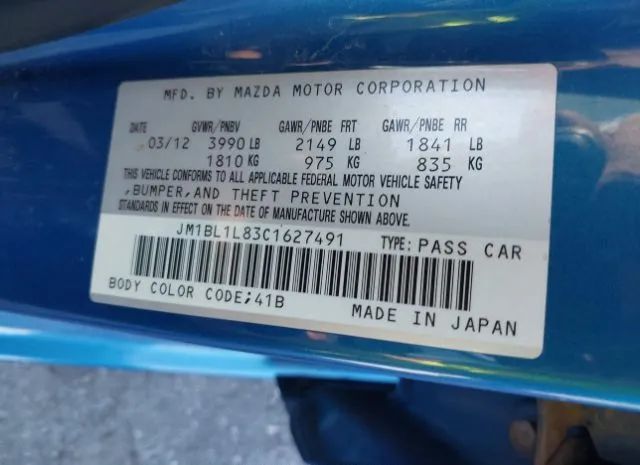 MFD. BY MAZDA MOTOR CORPORATION
DATE GVWR/PNBV GAWR/PNBE FRT GAWR/PNBE RR
03/12 3990 LB 2149 LB 1841 LB
1810 KG 975 KG 835 KG
THIS VEHICLE CONFORMS TO ALL APPLICABLE FEDERAL MOTOR VEHICLE SAFETY
,BUMPER,AND THEFT PREVENTION
STANDARDS IN EFFECT ON THE DATE OF MANUFACTURE SHOWN ABOVE.
JM1BL1L83C1627491 TYPE: PASS CAR
BODY COLOR CODE;41B
MADE IN JAPAN